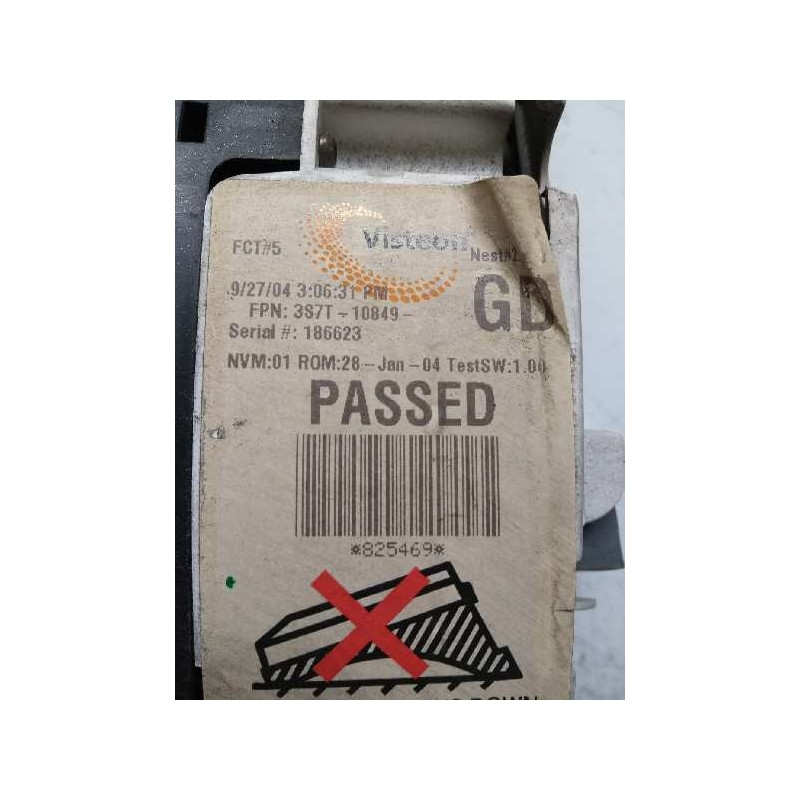 Visteon
FCT#5
Nest#2
9/27/04 3:06:31 PM
GD
FPN: 3S7T-10849-
Serial #: 186623
NVM:01 ROM:28-Jan-04 TestSW:1.00
PASSED
*825469*
DOWN